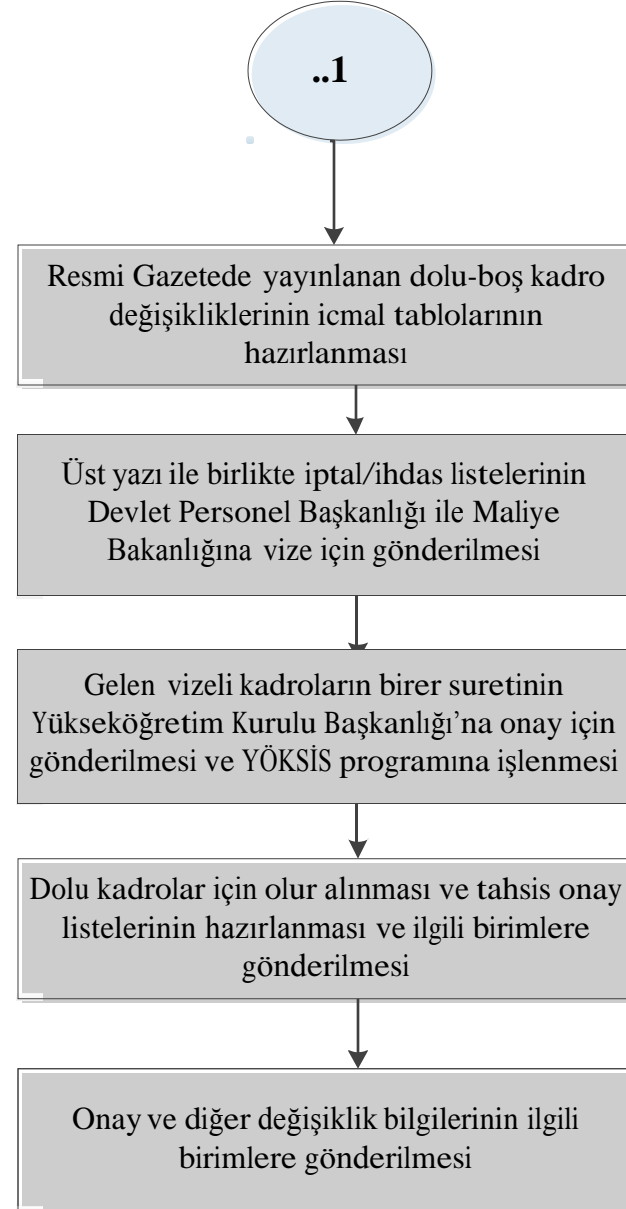 ..1
Resmi Gazetede yayınlanan dolu-boş kadro
değişikliklerinin icmal tablolarının
hazırlanması
Üst yazı ile birlikte iptal/ihdas listelerinin
Devlet Personel Başkanlığı ile Maliye
Bakanlığına vize için gönderilmesi
Gelen vizeli kadroların birer suretinin
Yükseköğretim Kurulu Başkanlığı’na onay için
gönderilmesi ve YÖKSİS programına işlenmesi
Dolu kadrolar için olur alınması ve tahsis onay
listelerinin hazırlanması ve ilgili birimlere
gönderilmesi
Onay ve diğer değişiklik bilgilerinin ilgili
birimlere gönderilmesi